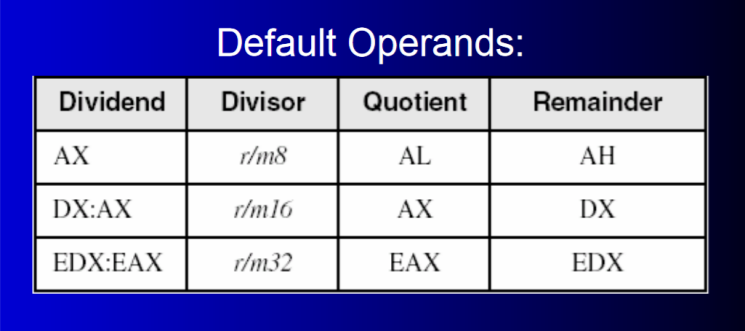 Default Operands:
Dividend Divisor Quotient Remainder
AX r/m8 AL AH
DX:AX r/m16 AX DX
EDX:EAX r/m32 EAX EDX